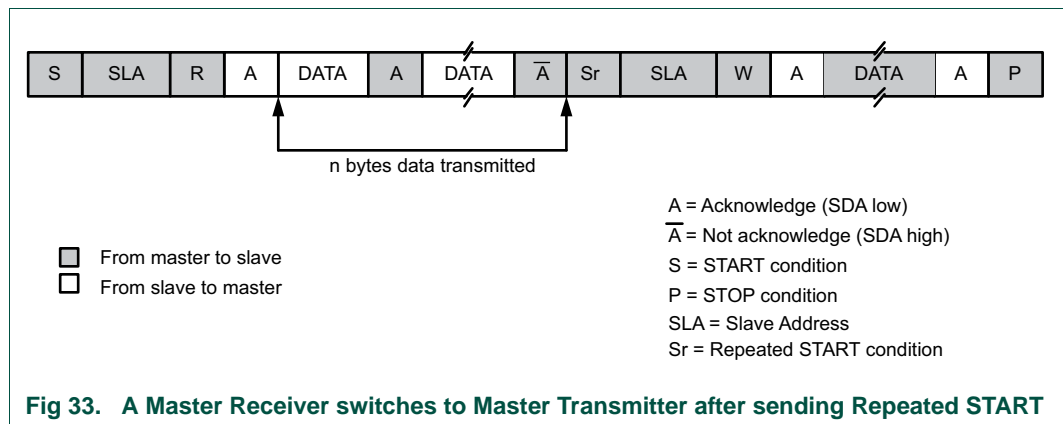 S SLA R A DATA A DATA A Sr SLA W A DATA A P
n bytes data transmitted
From master to slave
From slave to master
A = Acknowledge (SDA low)
A = Not acknowledge (SDA high)
S = START condition
P = STOP condition
SLA = Slave Address
Sr = Repeated START condition
Fig 33. A Master Receiver switches to Master Transmitter after sending Repeated START